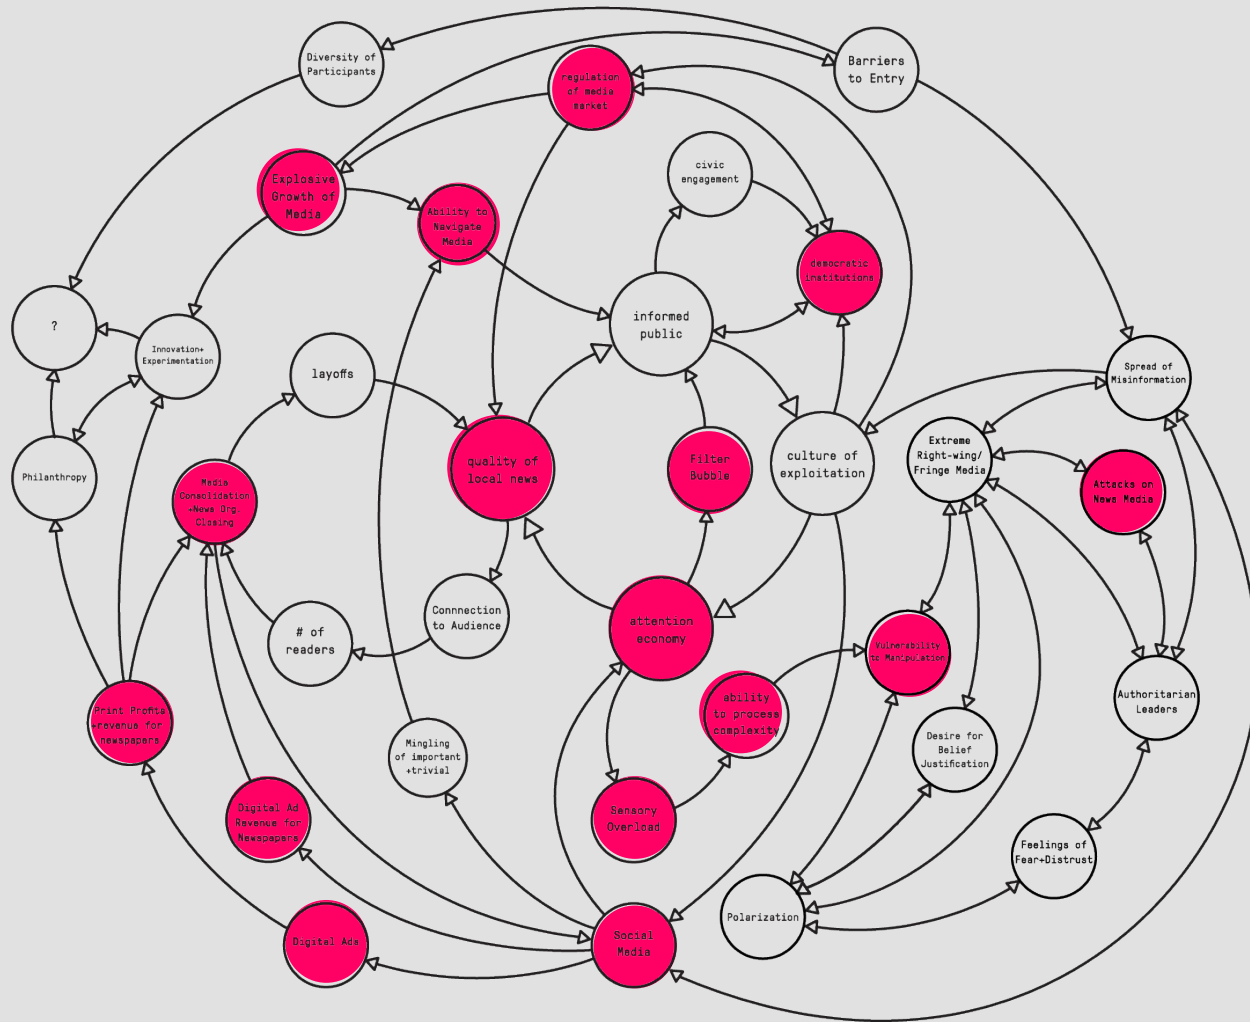 Diversity of
Participants
Barriers
to Entry
regulation
of media
market
civic
engagement
Explosive
Growth of
Media
Ability to
Navigate
Media
democratic
institutions
?
informed
public
Innovation+
Experimentation
layoffs
Spread of
Misinformation
Philanthropy
Media
Consolidation
+News Org.
Closing
quality of
local news
Filter
Bubble
culture of
exploitation
Extreme
Right-wing/
Fringe Media
Attacks on
News Media
# of
readers
Connnection
to Audience
attention
economy
Vulnerability
to Manipulation
Print Profits
+revenue for
newspapers
Mingling
of important
+trivial
ability
to process
complexity
Desire for
Belief
Justification
Authoritarian
Leaders
Digital Ad
Revenue for
Newspapers
Sensory
Overload
Feelings of
Fear+Distrust
Digital Ads
Social
Media
Polarization